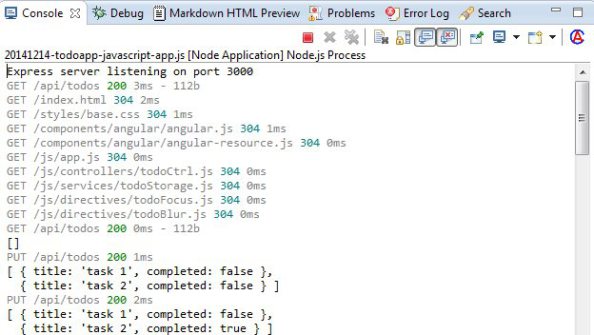 Console Debug Markdown HTML Preview Problems Error Log Search
20141214-todoapp-javascript-app.js [Node Application] Node.js Process
Express server listening on port 3000
GET /api/todos 200 3ms - 112b
GET /index.html 304 2ms
GET /styles/base.css 304 1ms
GET /components/angular/angular.js 304 1ms
GET /components/angular/angular-resource.js 304 0ms
GET /js/app.js 304 0ms
GET /js/controllers/todoCtrl.js 304 0ms
GET /js/services/todoStorage.js 304 0ms
GET /js/directives/todoFocus.js 304 0ms
GET /js/directives/todoBlur.js 304 0ms
GET /api/todos 200 0ms - 112b
[]
PUT /api/todos 200 1ms
[ { title: 'task 1', completed: false },
  { title: 'task 2', completed: false } ]
PUT /api/todos 200 2ms
[ { title: 'task 1', completed: false },
  { title: 'task 2', completed: true } ]